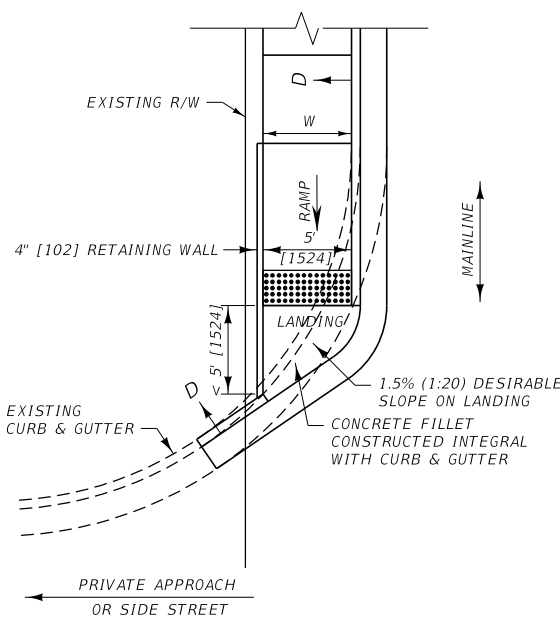 D
EXISTING R/W
W
RAMP
MAINLINE
4" [102] RETAINING WALL
5'
[1524]
LANDING
< 5' [1524]
D
1.5% (1:20) DESIRABLE
SLOPE ON LANDING
EXISTING
CURB & GUTTER
CONCRETE FILLET
CONSTRUCTED INTEGRAL
WITH CURB & GUTTER
PRIVATE APPROACH
OR SIDE STREET